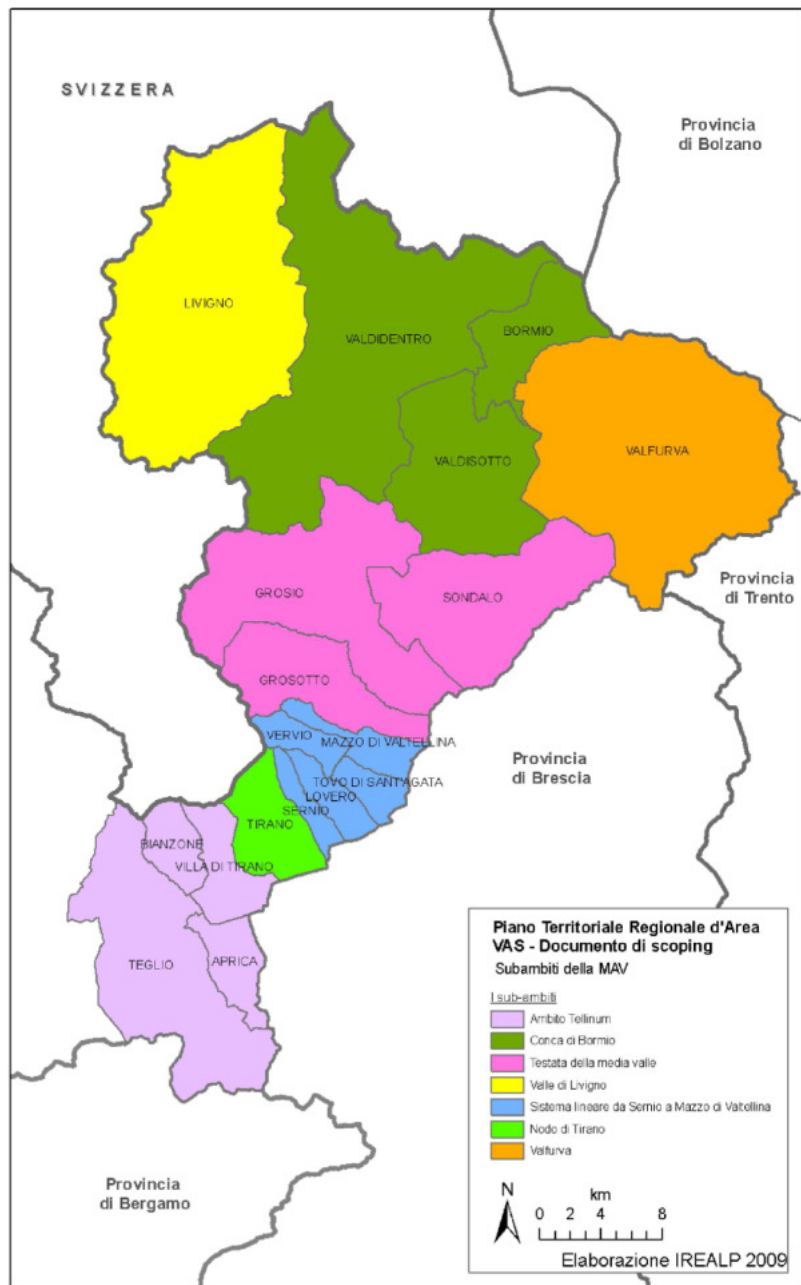 SVIZZERA
Provincia
di Bolzano
LIVIGNO
VALDIDENTRO
BORMIO
VALDISOTTO
VALFURVA
Provincia
di Trento
GROSIO
SONDALO
GROSOTTO
VERVIO
MAZZO DI VALTELLINA
TOVO DI SANT'AGATA
LOVERO
SERNIO
TIRANO
Provincia
di Brescia
BIANZONE
VILLA DI TIRANO
TEGLIO
APRICA
Provincia
di Bergamo
Piano Territoriale Regionale d'Area
VAS - Documento di scoping
Subambiti della MAV
I sub-ambiti
Ambito Tellinum
Conca di Bormio
Testata della media valle
Valle di Livigno
Sistema lineare da Sernio a Mazzo di Valtellina
Nodo di Tirano
Valfurva
N
km
0 2 4 8
Elaborazione IREALP 2009